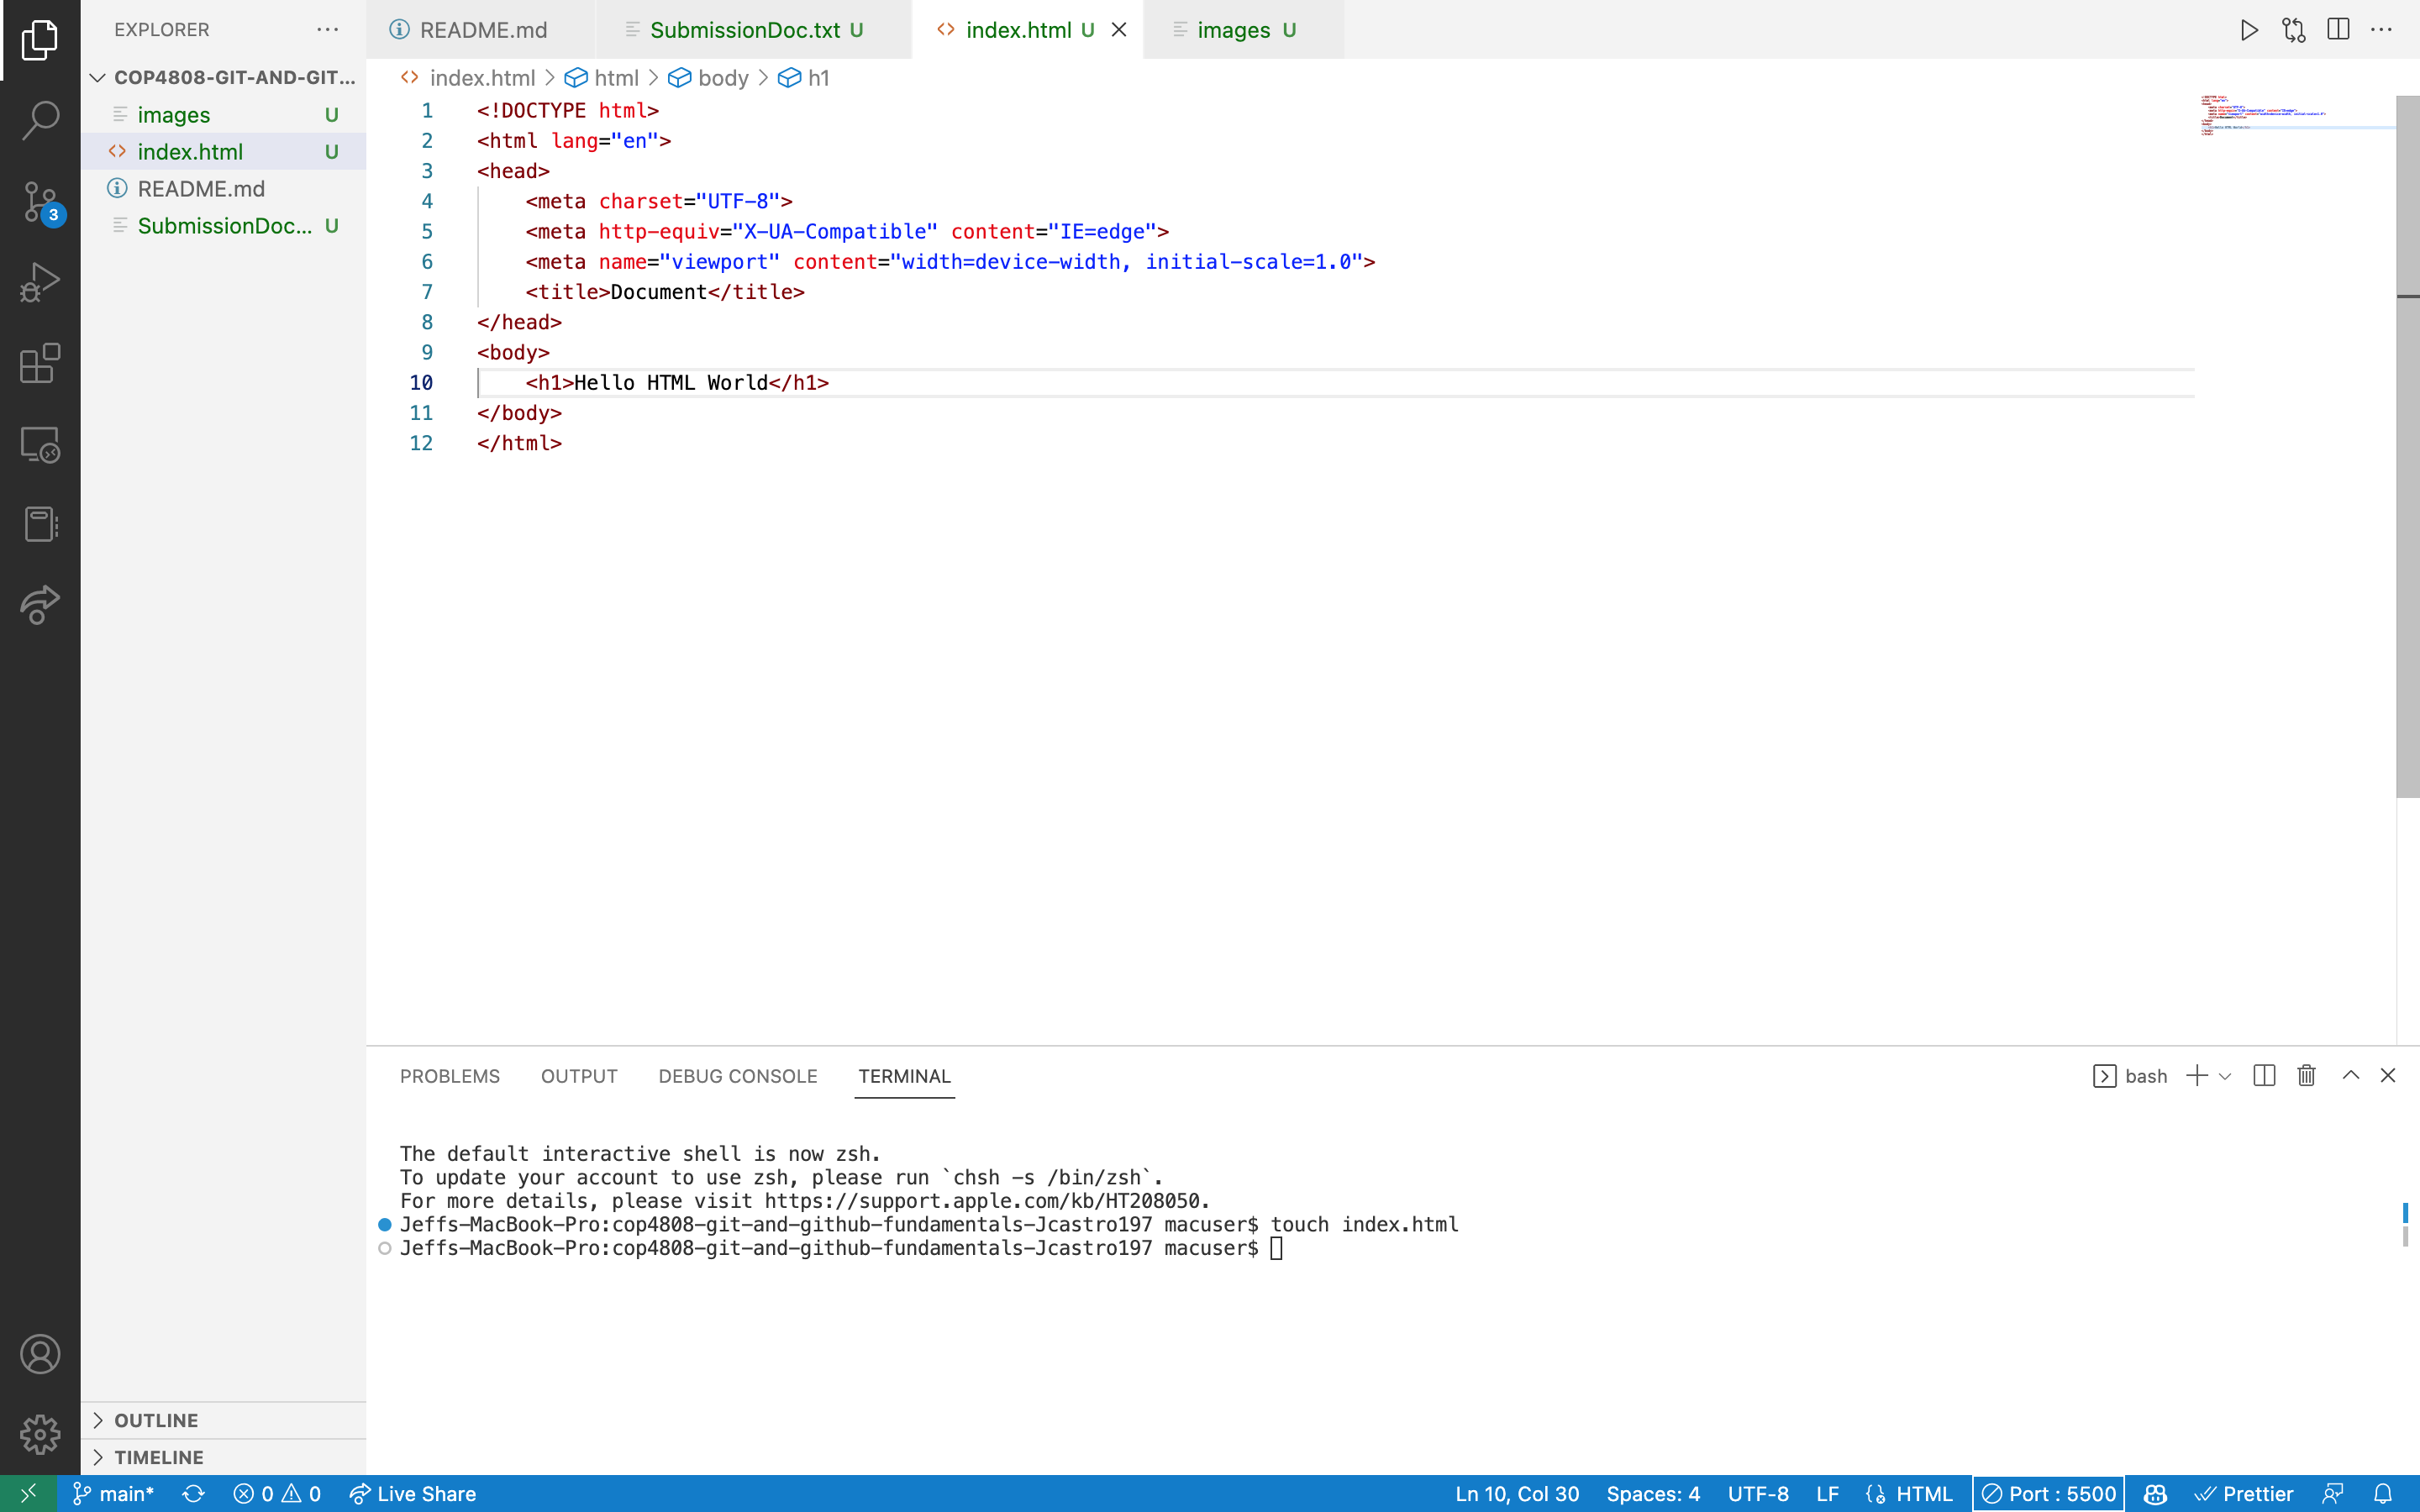 EXPLORER
COP4808-GIT-AND-GIT...
images U
index.html U
README.md
SubmissionDoc... U
3
OUTLINE
TIMELINE
README.md
SubmissionDoc.txt U
index.html U
images U
index.html > html > body > h1
1 <!DOCTYPE html>
2 <html lang="en">
3 <head>
4 <meta charset="UTF-8">
5 <meta http-equiv="X-UA-Compatible" content="IE=edge">
6 <meta name="viewport" content="width=device-width, initial-scale=1.0">
7 <title>Document</title>
8 </head>
9 <body>
10 <h1>Hello HTML World</h1>
11 </body>
12 </html>
PROBLEMS OUTPUT DEBUG CONSOLE TERMINAL
bash
The default interactive shell is now zsh.
To update your account to use zsh, please run `chsh -s /bin/zsh`.
For more details, please visit https://support.apple.com/kb/HT208050.
Jeffs-MacBook-Pro:cop4808-git-and-github-fundamentals-Jcastro197 macuser$ touch index.html
Jeffs-MacBook-Pro:cop4808-git-and-github-fundamentals-Jcastro197 macuser$
main* 0 0 Live Share Ln 10, Col 30 Spaces: 4 UTF-8 LF HTML Port : 5500 Prettier